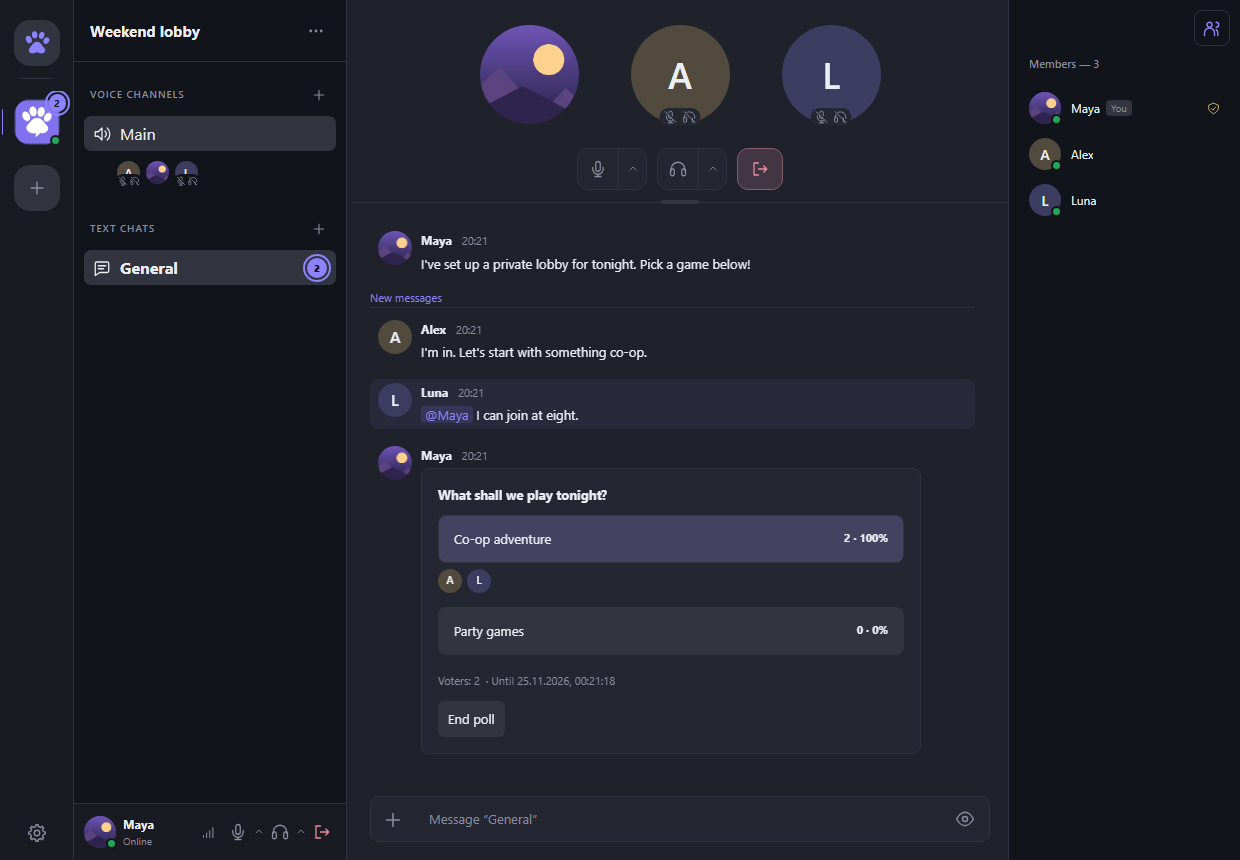 2
Weekend lobby
VOICE CHANNELS
Main
A
L
TEXT CHATS
General
2
Maya
Online
A
L
Maya 20:21
I've set up a private lobby for tonight. Pick a game below!
New messages
A
Alex 20:21
I'm in. Let's start with something co-op.
L
Luna 20:21
@Maya I can join at eight.
Maya 20:21
What shall we play tonight?
Co-op adventure 2 · 100%
A L
Party games 0 · 0%
Voters: 2 · Until 25.11.2026, 00:21:18
End poll
Message “General”
Members — 3
Maya You
A Alex
L Luna